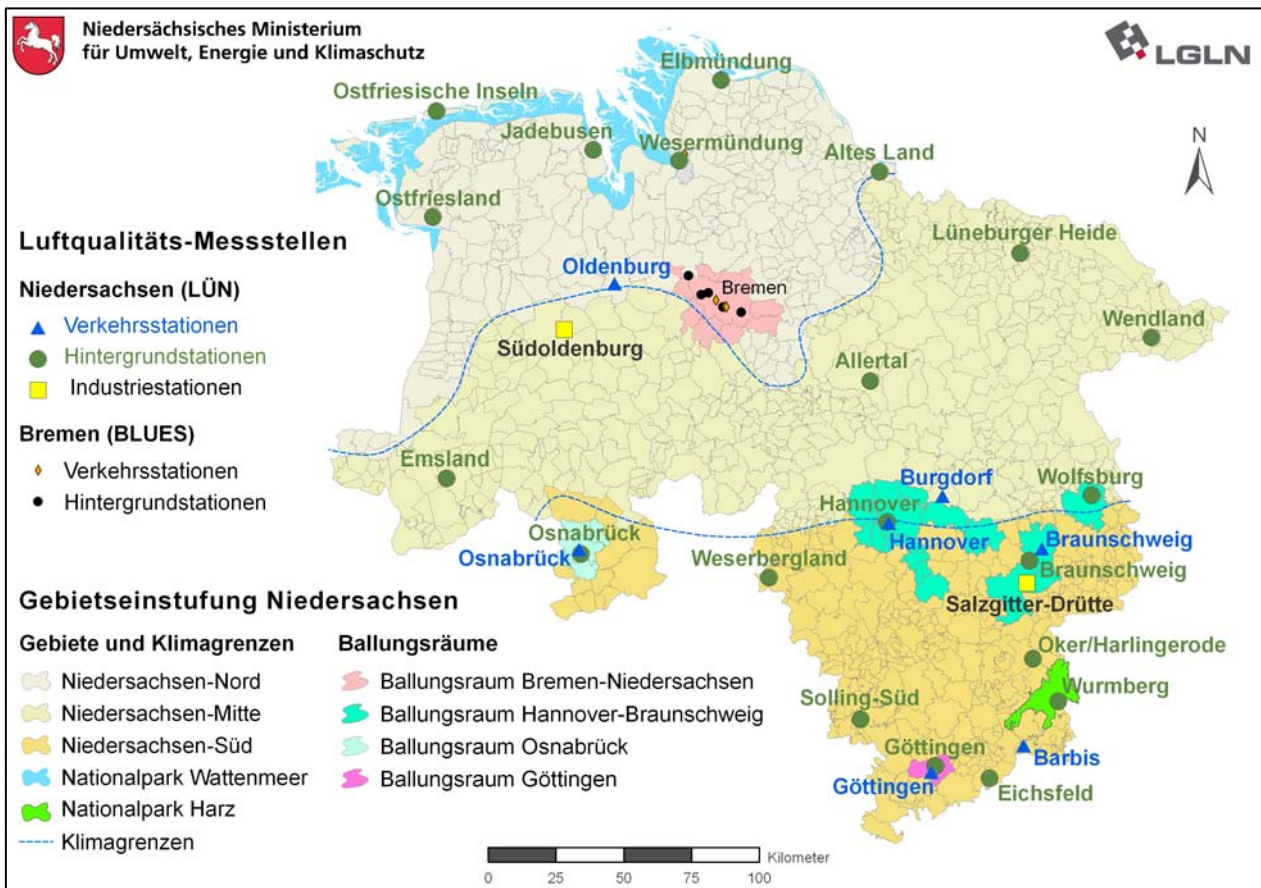 Niedersächsisches Ministerium
für Umwelt, Energie und Klimaschutz
LGLN
N
Elbmündung
Ostfriesische Inseln
Jadebusen
Wesermündung
Altes Land
Ostfriesland
Lüneburger Heide
Oldenburg
Bremen
Wendland
Südoldenburg
Allertal
Emsland
Burgdorf
Wolfsburg
Hannover
Hannover
Osnabrück
Osnabrück
Braunschweig
Braunschweig
Weserbergland
Salzgitter-Drütte
Oker/Harlingerode
Wurmberg
Solling-Süd
Göttingen
Göttingen
Barbis
Eichsfeld
Luftqualitäts-Messstellen
Niedersachsen (LÜN)
Verkehrsstationen
Hintergrundstationen
Industriestationen
Bremen (BLUES)
Verkehrsstationen
Hintergrundstationen
Gebietseinstufung Niedersachsen
Gebiete und Klimagrenzen
Niedersachsen-Nord
Niedersachsen-Mitte
Niedersachsen-Süd
Nationalpark Wattenmeer
Nationalpark Harz
Klimagrenzen
Ballungsräume
Ballungsraum Bremen-Niedersachsen
Ballungsraum Hannover-Braunschweig
Ballungsraum Osnabrück
Ballungsraum Göttingen
Kilometer
0 25 50 75 100